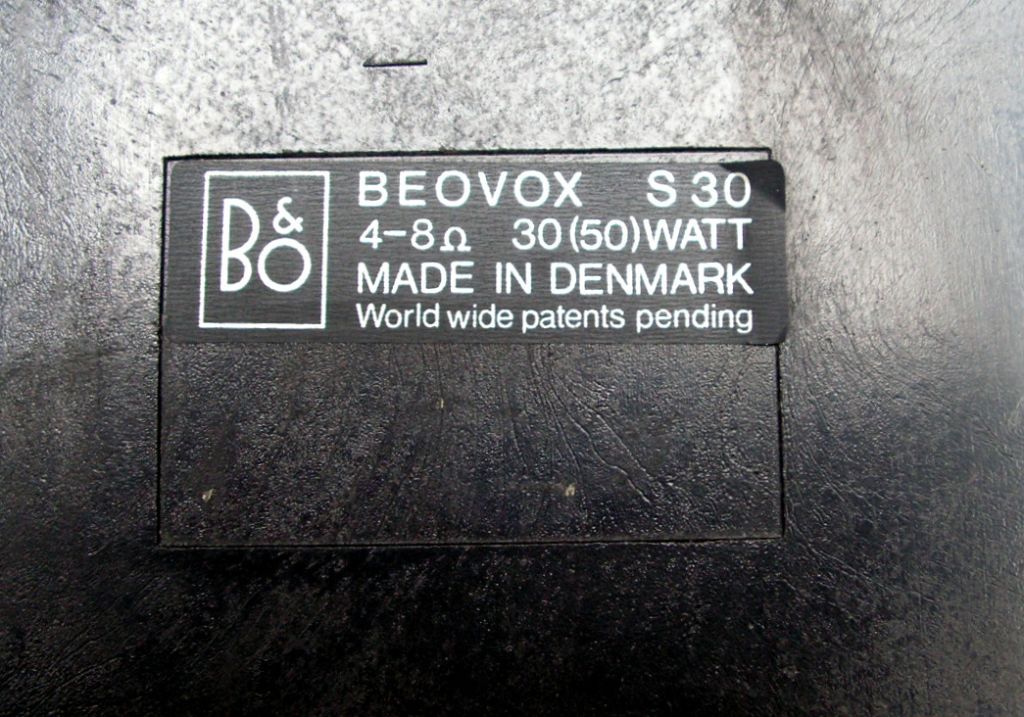 B&O
BEOVOX S 30
4-8Ω 30(50)WATT
MADE IN DENMARK
World wide patents pending